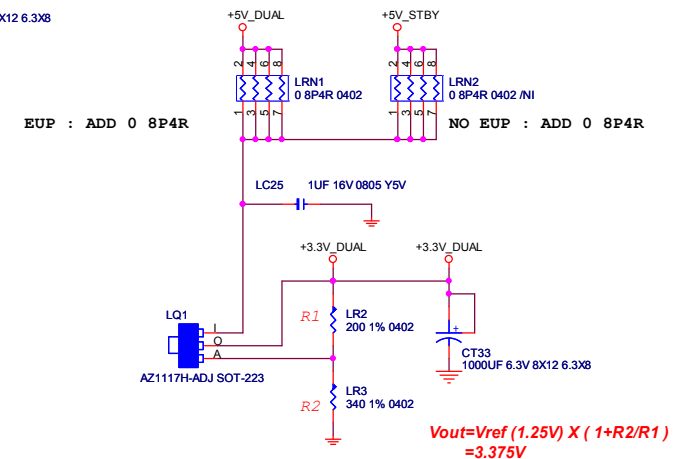 X12 6.3X8
+5V_DUAL
+5V_STBY
2 4 6 8
2 4 6 8
LRN1
0 8P4R 0402
LRN2
0 8P4R 0402 /NI
1 3 5 7
1 3 5 7
EUP : ADD 0 8P4R
NO EUP : ADD 0 8P4R
LC25
1UF 16V 0805 Y5V
+3.3V_DUAL
+3.3V_DUAL
LQ1
I
O
A
AZ1117H-ADJ SOT-223
R1
LR2
200 1% 0402
+
CT33
1000UF 6.3V 8X12 6.3X8
R2
LR3
340 1% 0402
Vout=Vref (1.25V) X ( 1+R2/R1 )
=3.375V